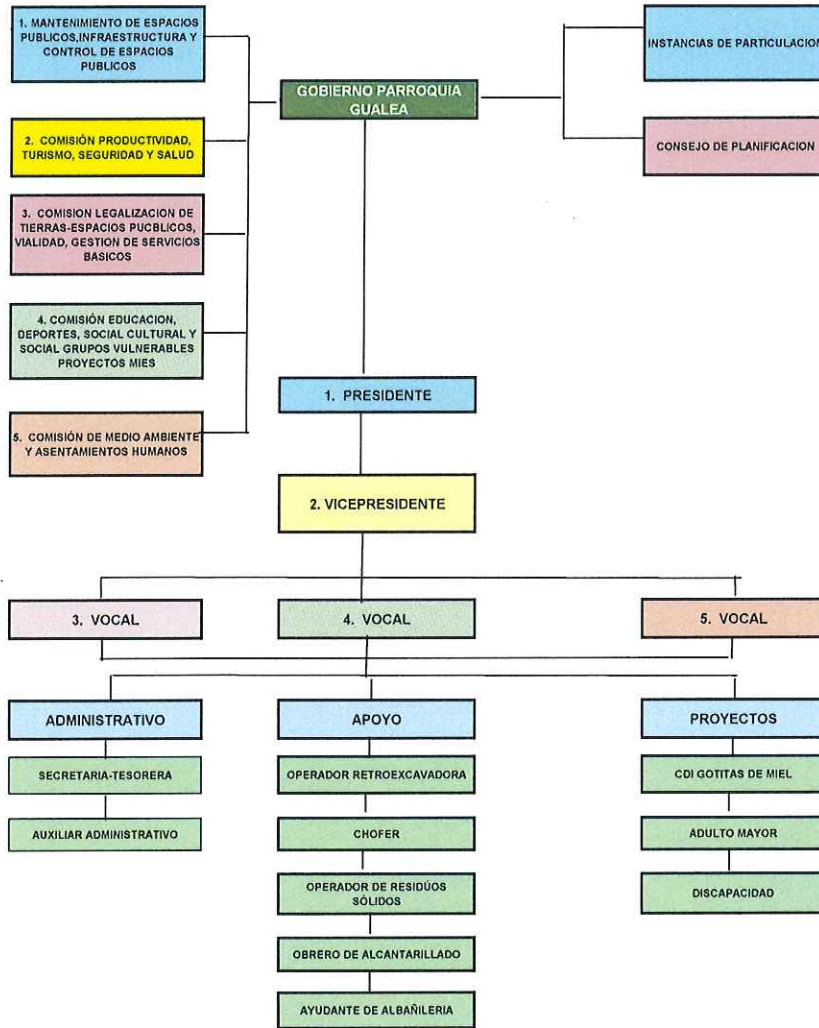 1. MANTENIMIENTO DE ESPACIOS
PUBLICOS,INFRAESTRUCTURA Y
CONTROL DE ESPACIOS
PUBLICOS
INSTANCIAS DE PARTICULACION
GOBIERNO PARROQUIA
GUALEA
2. COMISIÓN PRODUCTIVIDAD,
TURISMO, SEGURIDAD Y SALUD
CONSEJO DE PLANIFICACION
3. COMISION LEGALIZACION DE
TIERRAS-ESPACIOS PUCBLICOS,
VIALIDAD, GESTION DE SERVICIOS
BASICOS
4. COMISIÓN EDUCACION,
DEPORTES, SOCIAL CULTURAL Y
SOCIAL GRUPOS VULNERABLES
PROYECTOS MIES
5. COMISIÓN DE MEDIO AMBIENTE
Y ASENTAMIENTOS HUMANOS
1. PRESIDENTE
2. VICEPRESIDENTE
3. VOCAL
4. VOCAL
5. VOCAL
ADMINISTRATIVO
APOYO
PROYECTOS
SECRETARIA-TESORERA
OPERADOR RETROEXCAVADORA
CDI GOTITAS DE MIEL
AUXILIAR ADMINISTRATIVO
CHOFER
ADULTO MAYOR
OPERADOR DE RESIDÚOS
SÓLIDOS
DISCAPACIDAD
OBRERO DE ALCANTARILLADO
AYUDANTE DE ALBAÑILERIA